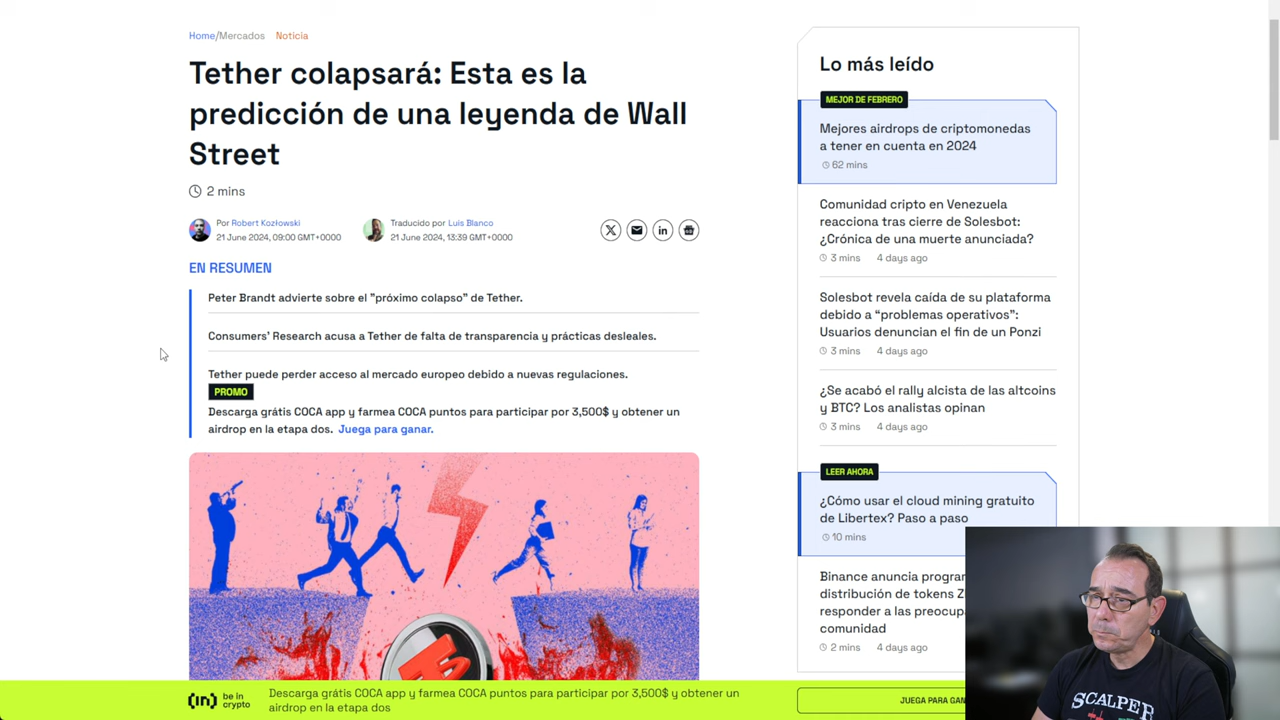 Home/Mercados Noticia
Tether colapsará: Esta es la
predicción de una leyenda de Wall
Street
2 mins
Por Robert Kozłowski
21 June 2024, 09:00 GMT+0000
Traducido por Luis Blanco
21 June 2024, 13:39 GMT+0000
EN RESUMEN
Peter Brandt advierte sobre el "próximo colapso" de Tether.
Consumers' Research acusa a Tether de falta de transparencia y prácticas desleales.
Tether puede perder acceso al mercado europeo debido a nuevas regulaciones.
PROMO
Descarga grátis COCA app y farmea COCA puntos para participar por 3,500$ y obtener un
airdrop en la etapa dos. Juega para ganar.
Lo más leído
MEJOR DE FEBRERO
Mejores airdrops de criptomonedas
a tener en cuenta en 2024
62 mins
Comunidad cripto en Venezuela
reacciona tras cierre de Solesbot:
¿Crónica de una muerte anunciada?
3 mins 4 days ago
Solesbot revela caída de su plataforma
debido a “problemas operativos”:
Usuarios denuncian el fin de un Ponzi
3 mins 4 days ago
¿Se acabó el rally alcista de las altcoins
y BTC? Los analistas opinan
3 mins 4 days ago
LEER AHORA
¿Cómo usar el cloud mining gratuito
de Libertex? Paso a paso
10 mins
Binance anuncia progra
distribución de tokens Z
responder a las preocup
comunidad
2 mins 4 days ago
be in
crypto
Descarga grátis COCA app y farmea COCA puntos para participar por 3,500$ y obtener un
airdrop en la etapa dos
JUEGA PARA GAN
SCALPER